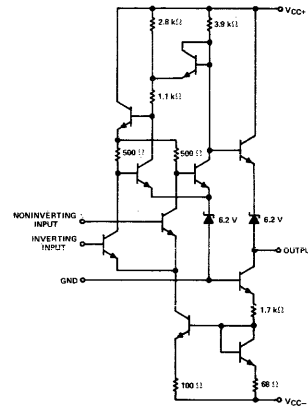 VCC+
2.8 kΩ
3.9 kΩ
1.1 kΩ
500 Ω
500 Ω
NONINVERTING
INPUT
6.2 V
6.2 V
INVERTING
INPUT
OUTPUT
GND
1.7 kΩ
100 Ω
68 Ω
VCC−